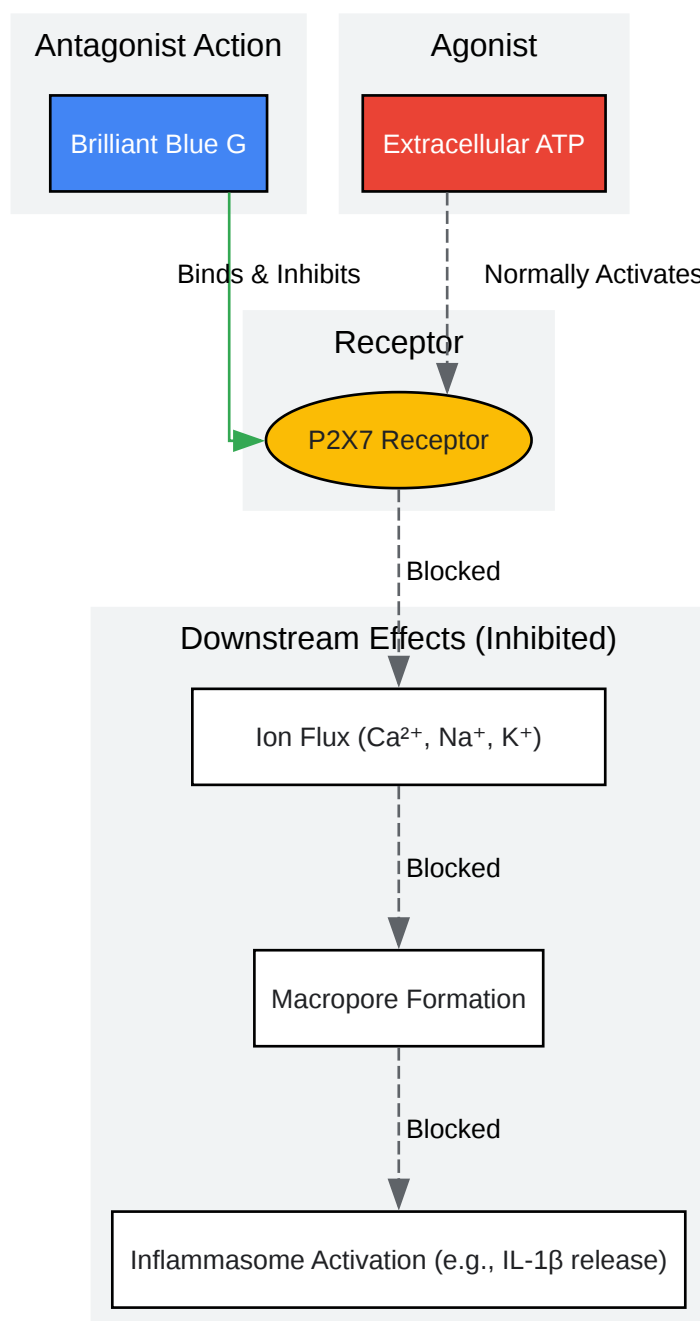 Antagonist Action
Agonist
Brilliant Blue G
Extracellular ATP
Binds & Inhibits
Normally Activates
Receptor
P2X7 Receptor
Blocked
Downstream Effects (Inhibited)
Ion Flux (Ca²⁺, Na⁺, K⁺)
Blocked
Macropore Formation
Blocked
Inflammasome Activation (e.g., IL-1β release)